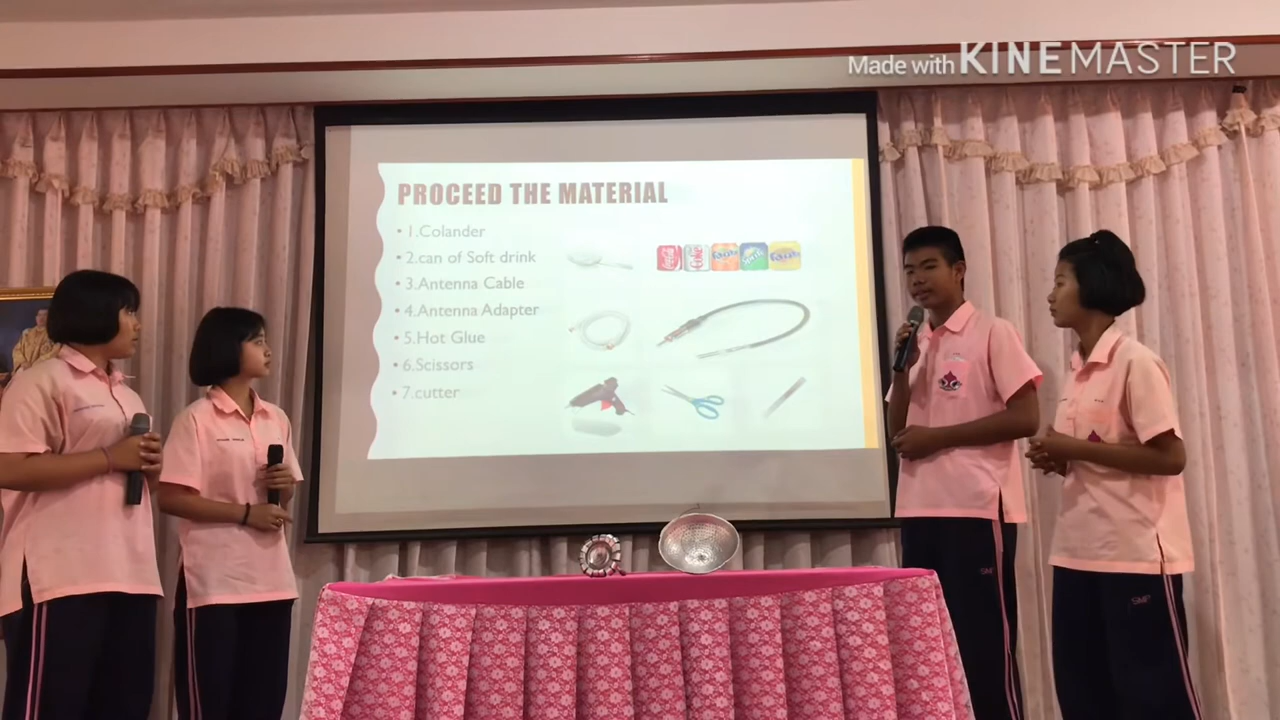 Made with KINEMASTER
PROCEED THE MATERIAL
• 1.Colander
• 2.can of Soft drink
• 3.Antenna Cable
• 4.Antenna Adapter
• 5.Hot Glue
• 6.Scissors
• 7.cutter
SMP